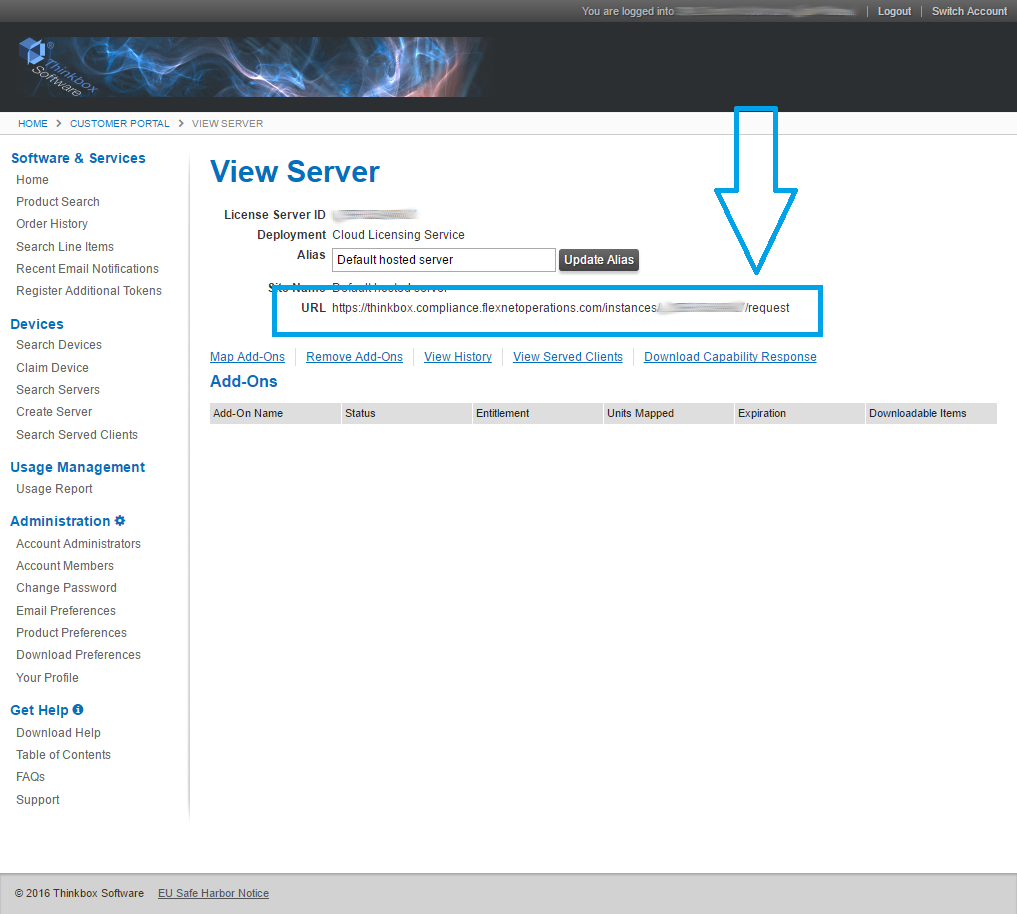 You are logged into
Logout
Switch Account
Thinkbox
Software
HOME > CUSTOMER PORTAL > VIEW SERVER
Software & Services
Home
Product Search
Order History
Search Line Items
Recent Email Notifications
Register Additional Tokens
Devices
Search Devices
Claim Device
Search Servers
Create Server
Search Served Clients
Usage Management
Usage Report
Administration
Account Administrators
Account Members
Change Password
Email Preferences
Product Preferences
Download Preferences
Your Profile
Get Help
Download Help
Table of Contents
FAQs
Support
View Server
License Server ID
Deployment Cloud Licensing Service
Alias Default hosted server Update Alias
Site Name Default hosted server
URL https://thinkbox.compliance.flexnetoperations.com/instances/ /request
Map Add-Ons Remove Add-Ons View History View Served Clients Download Capability Response
Add-Ons
Add-On Name Status Entitlement Units Mapped Expiration Downloadable Items
© 2016 Thinkbox Software EU Safe Harbor Notice